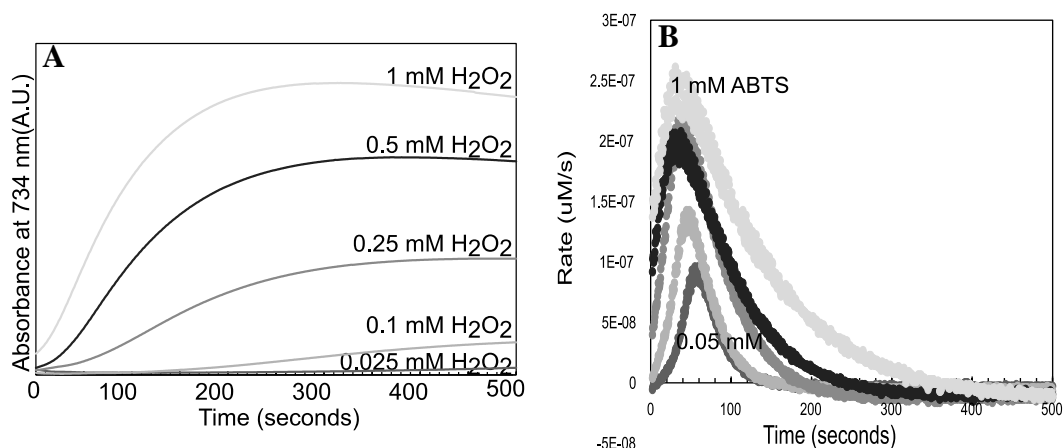 A
Absorbance at 734 nm(A.U.)
1 mM H2O2
0.5 mM H2O2
0.25 mM H2O2
0.1 mM H2O2
0.025 mM H2O2
0 100 200 300 400 500
Time (seconds)
B
Rate (uM/s)
3E-07
2.5E-07
2E-07
1.5E-07
1E-07
5E-08
0
-5E-08
1 mM ABTS
0.05 mM
0 100 200 300 400 500
Time (seconds)